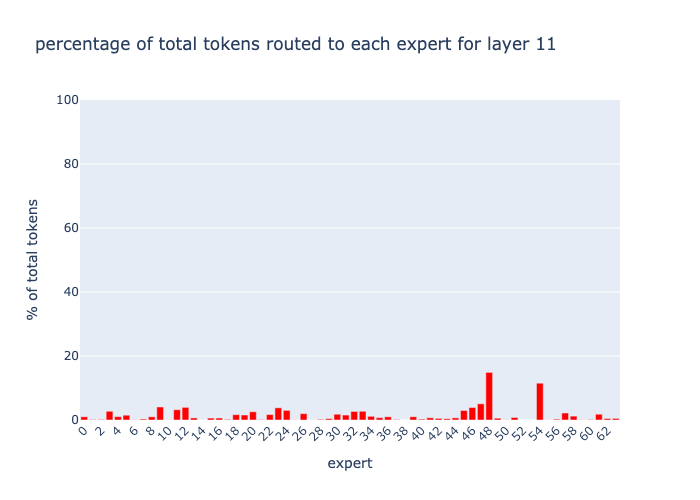 percentage of total tokens routed to each expert for layer 11
100
80
60
40
20
0
% of total tokens
0 2 4 6 8 10 12 14 16 18 20 22 24 26 28 30 32 34 36 38 40 42 44 46 48 50 52 54 56 58 60 62
expert